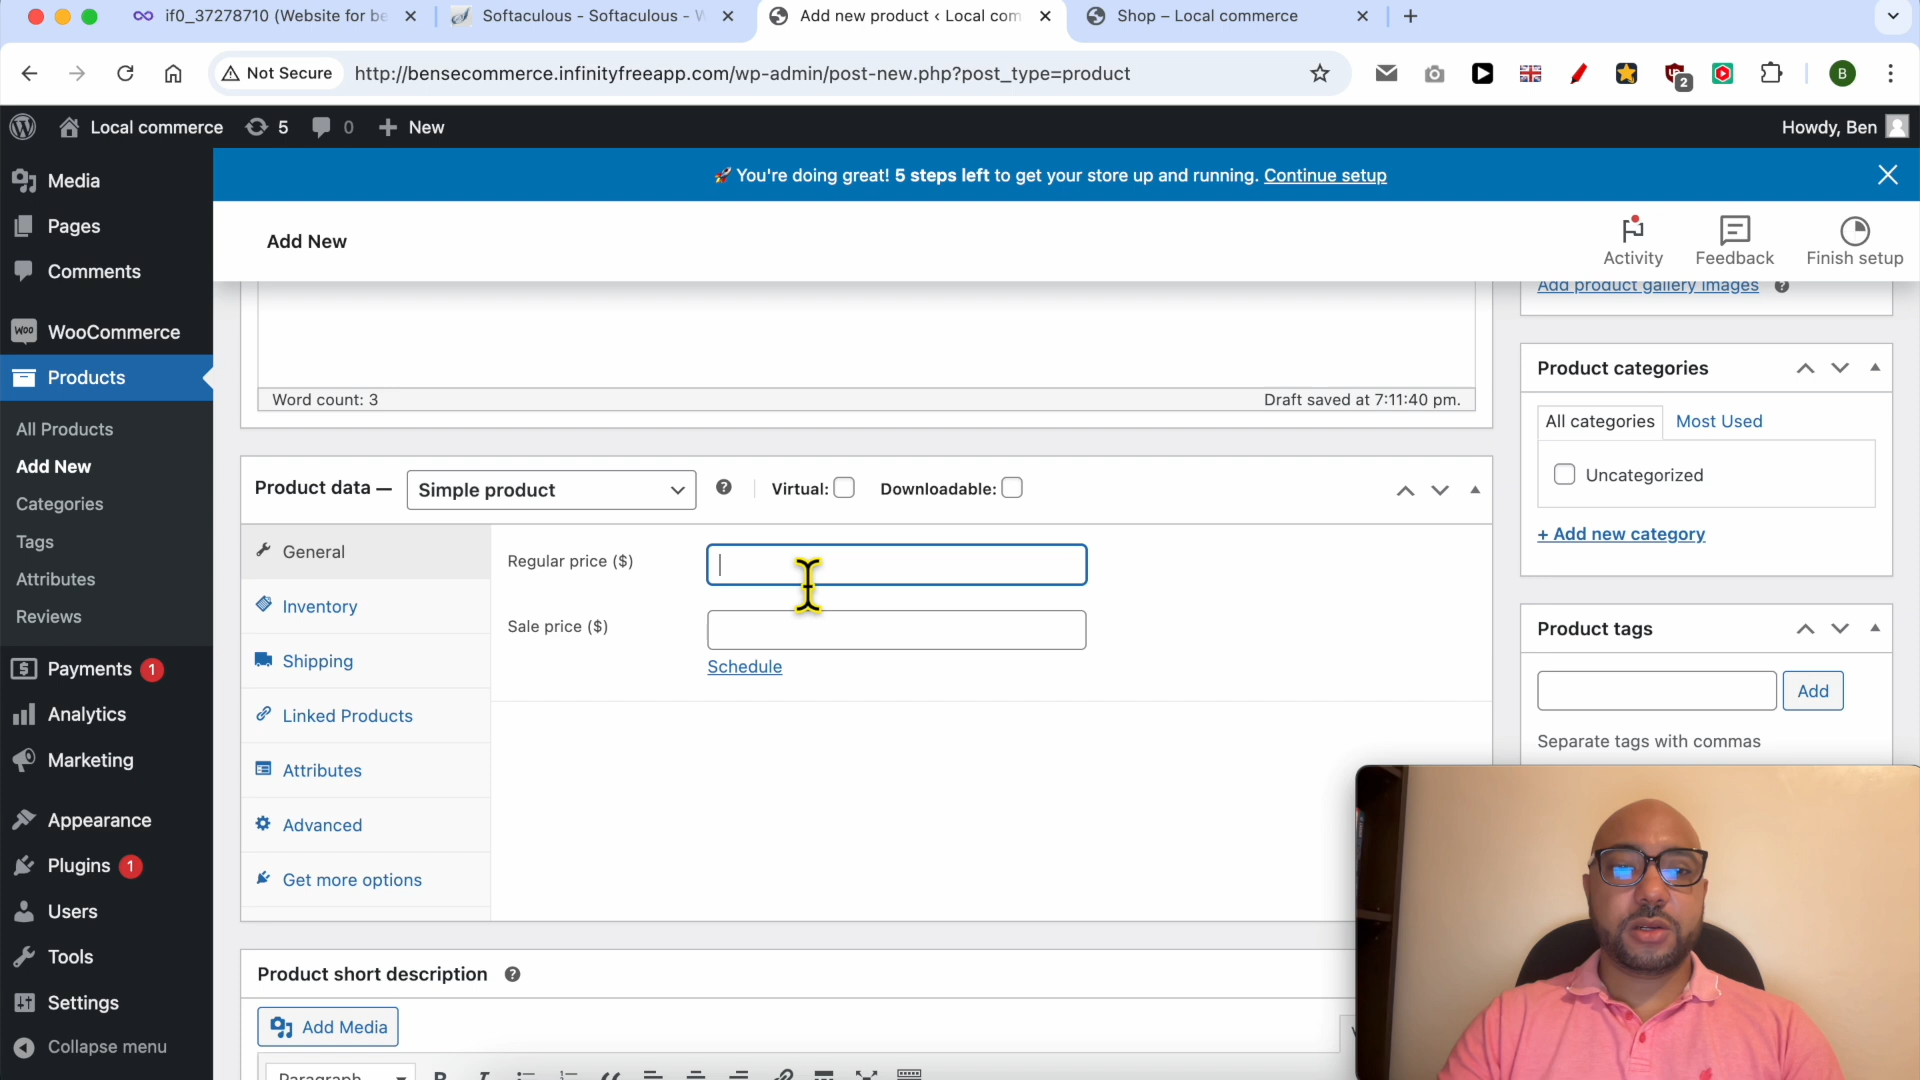 if0_37278710 (Website for be
Softaculous - Softaculous - W
Add new product ‹ Local com
Shop – Local commerce
Not Secure
http://bensecommerce.infinityfreeapp.com/wp-admin/post-new.php?post_type=product
2
B
Local commerce
5
0
New
Howdy, Ben
🚀 You're doing great! 5 steps left to get your store up and running. Continue setup
Add New
Activity
Feedback
Finish setup
Media
Pages
Comments
WooCommerce
Products
All Products
Add New
Categories
Tags
Attributes
Reviews
Payments 1
Analytics
Marketing
Appearance
Plugins 1
Users
Tools
Settings
Collapse menu
Word count: 3
Draft saved at 7:11:40 pm.
Product data —
Simple product
Virtual:
Downloadable:
General
Inventory
Shipping
Linked Products
Attributes
Advanced
Get more options
Regular price ($)
Sale price ($)
Schedule
Product short description
Add Media
Paragraph
Add product gallery images
Product categories
All categories
Most Used
Uncategorized
+ Add new category
Product tags
Add
Separate tags with commas